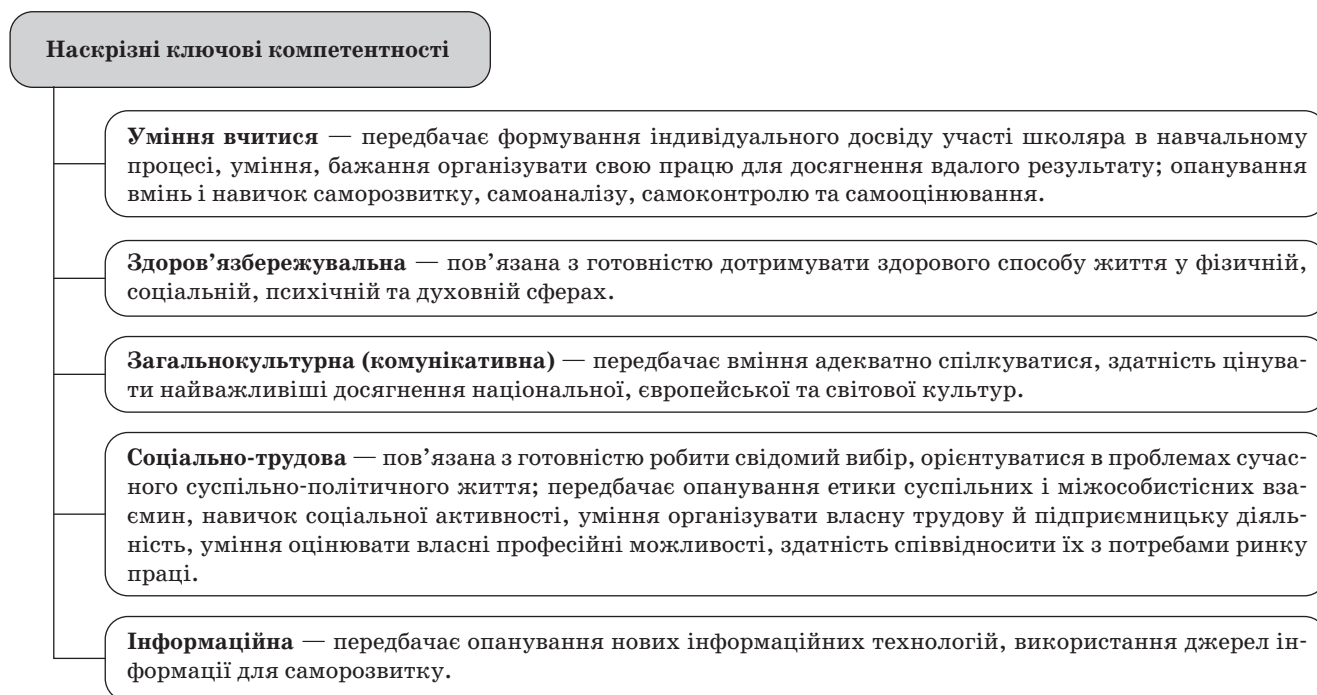 Наскрізні ключові компетентності
Уміння вчитися — передбачає формування індивідуального досвіду участі школяра в навчальному
процесі, уміння, бажання організувати свою працю для досягнення вдалого результату; опанування
вмінь і навичок саморозвитку, самоаналізу, самоконтролю та самооцінювання.
Здоров’язбережувальна — пов’язана з готовністю дотримувати здорового способу життя у фізичній,
соціальній, психічній та духовній сферах.
Загальнокультурна (комунікативна) — передбачає вміння адекватно спілкуватися, здатність цінува-
ти найважливіші досягнення національної, європейської та світової культур.
Соціально-трудова — пов’язана з готовністю робити свідомий вибір, орієнтуватися в проблемах сучас-
ного суспільно-політичного життя; передбачає опанування етики суспільних і міжособистісних вза-
ємин, навичок соціальної активності, уміння організувати власну трудову й підприємницьку діяль-
ність, уміння оцінювати власні професійні можливості, здатність співвідносити їх з потребами ринку
праці.
Інформаційна — передбачає опанування нових інформаційних технологій, використання джерел ін-
формації для саморозвитку.